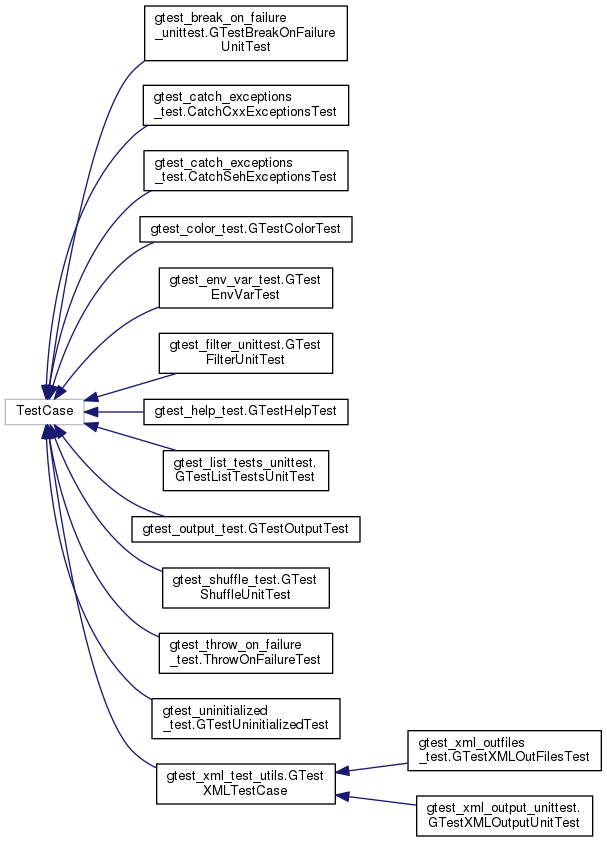 gtest_break_on_failure
_unittest.GTestBreakOnFailure
UnitTest
gtest_catch_exceptions
_test.CatchCxxExceptionsTest
gtest_catch_exceptions
_test.CatchSehExceptionsTest
gtest_color_test.GTestColorTest
gtest_env_var_test.GTest
EnvVarTest
gtest_filter_unittest.GTest
FilterUnitTest
TestCase
gtest_help_test.GTestHelpTest
gtest_list_tests_unittest.
GTestListTestsUnitTest
gtest_output_test.GTestOutputTest
gtest_shuffle_test.GTest
ShuffleUnitTest
gtest_throw_on_failure
_test.ThrowOnFailureTest
gtest_uninitialized
_test.GTestUninitializedTest
gtest_xml_test_utils.GTest
XMLTestCase
gtest_xml_outfiles
_test.GTestXMLOutFilesTest
gtest_xml_output_unittest.
GTestXMLOutputUnitTest